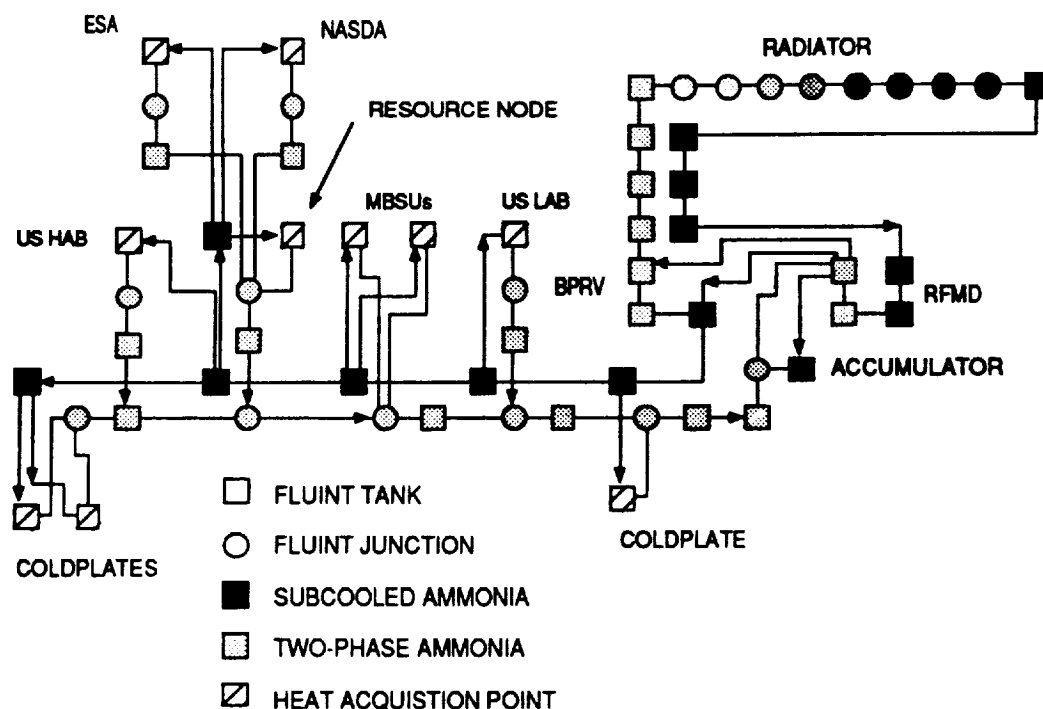 ESA
NASDA
RADIATOR
RESOURCE NODE
MBSUs
US LAB
US HAB
BPRV
RFMD
ACCUMULATOR
FLUINT TANK
FLUINT JUNCTION
COLDPLATE
COLDPLATES
SUBCOOLED AMMONIA
TWO-PHASE AMMONIA
HEAT ACQUISTION POINT